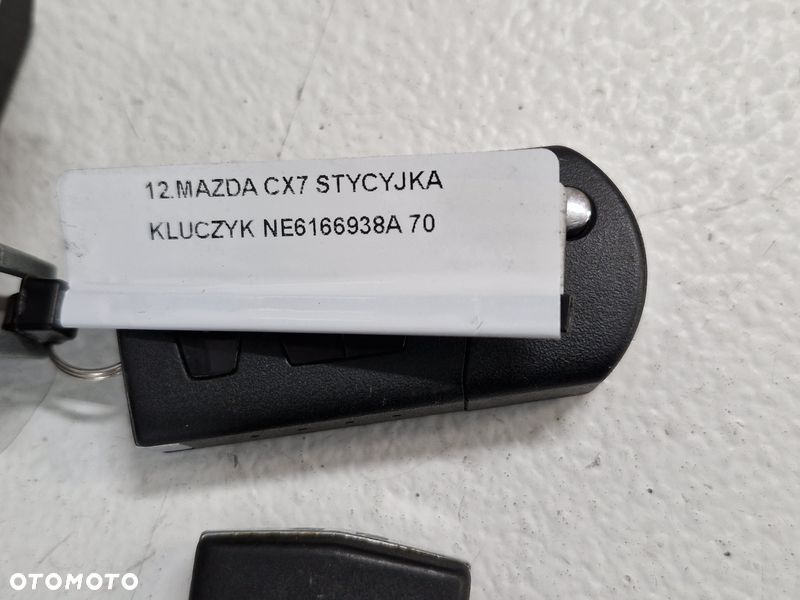 12.MAZDA CX7 STYCYJKA
KLUCZYK NE6166938A 70
OTOMOTO